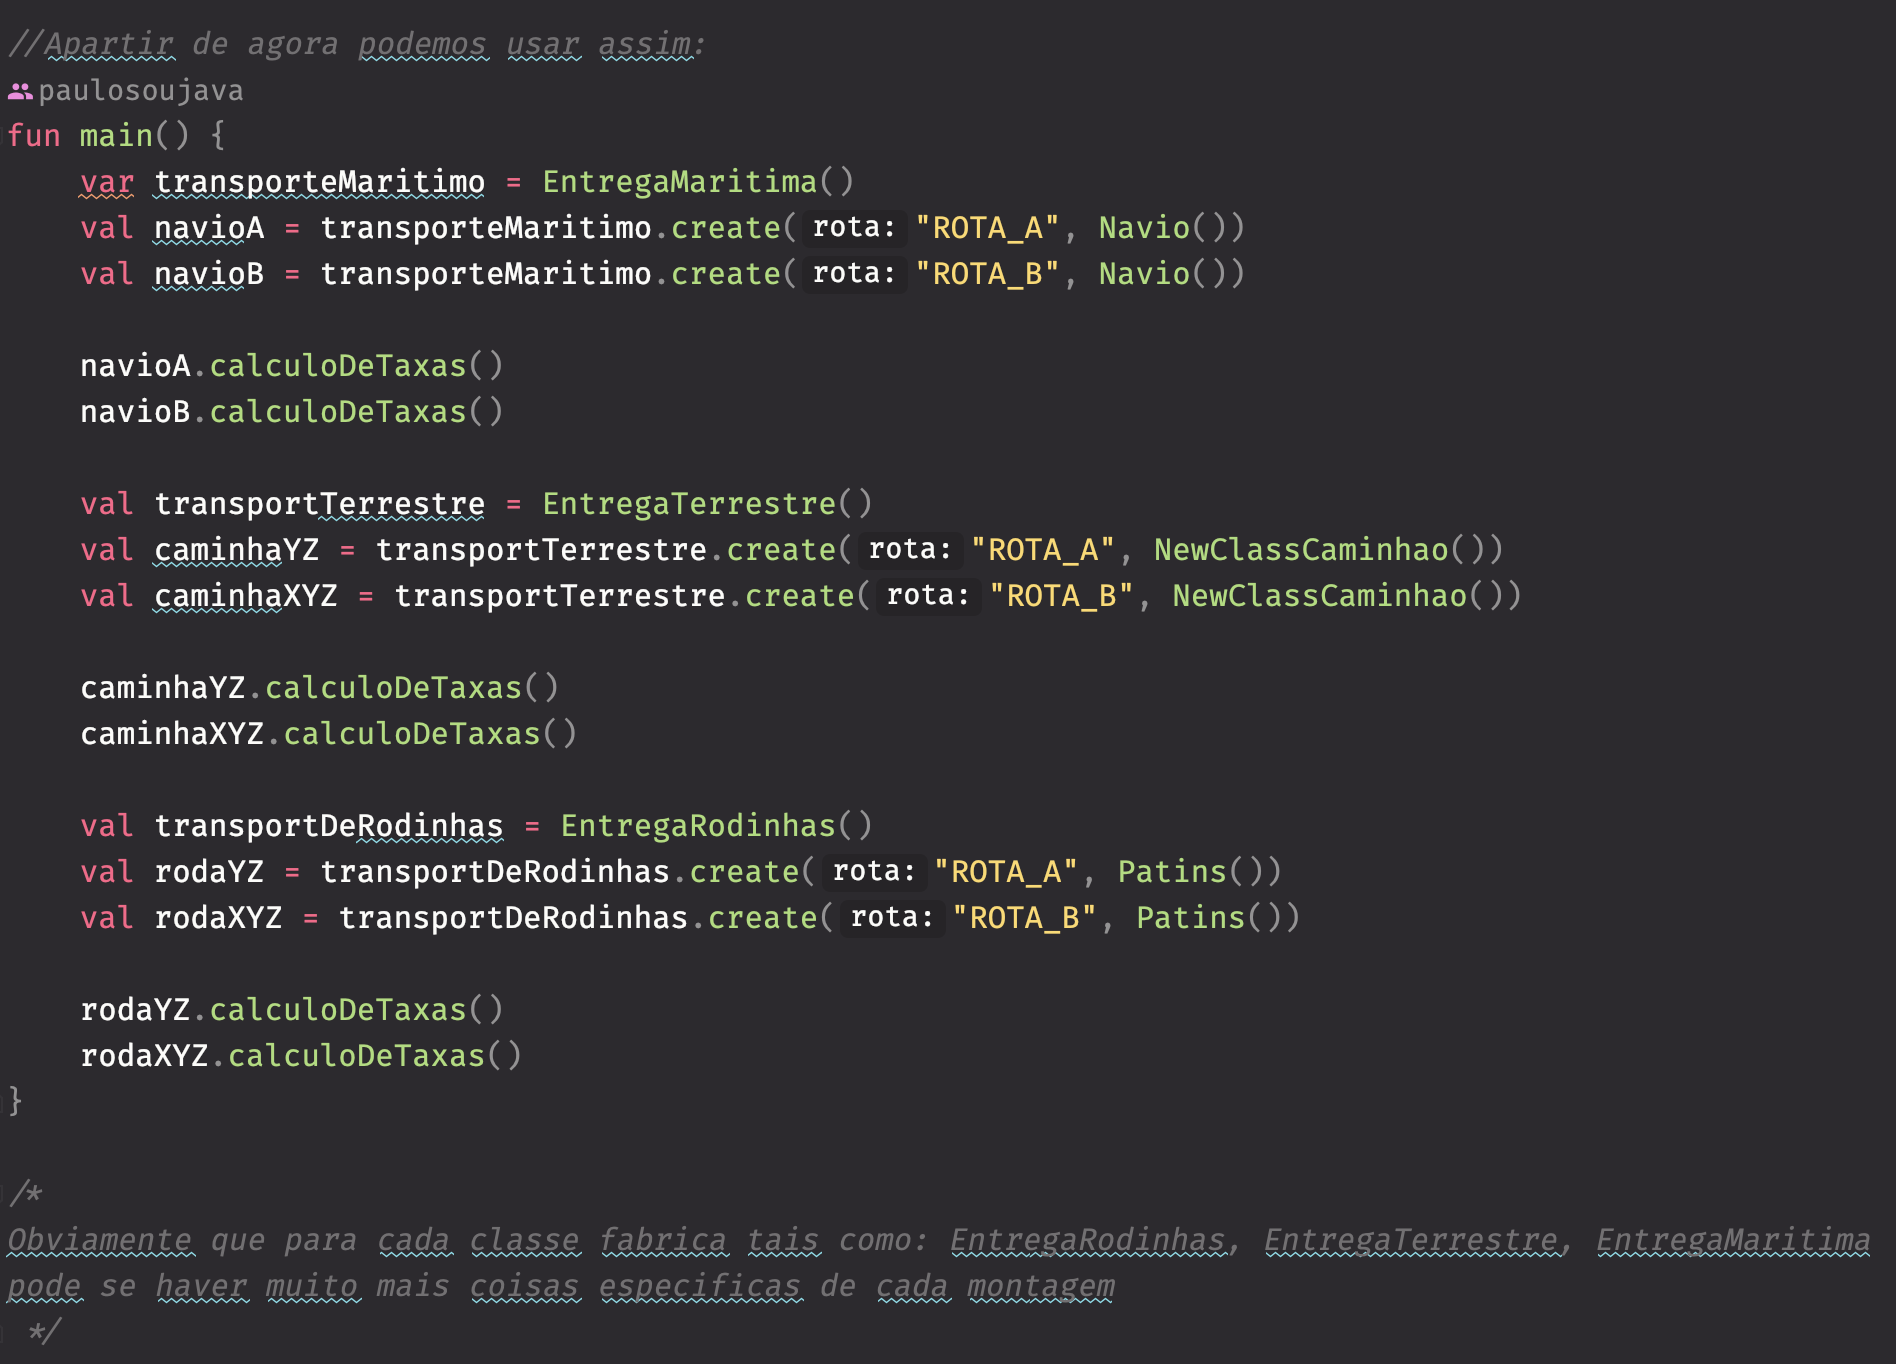 //Apartir de agora podemos usar assim:
paulosoujava
fun main() {
    var transporteMaritimo = EntregaMaritima()
    val navioA = transporteMaritimo.create( rota: "ROTA_A", Navio())
    val navioB = transporteMaritimo.create( rota: "ROTA_B", Navio())

    navioA.calculoDeTaxas()
    navioB.calculoDeTaxas()

    val transportTerrestre = EntregaTerrestre()
    val caminhaYZ = transportTerrestre.create( rota: "ROTA_A", NewClassCaminhao())
    val caminhaXYZ = transportTerrestre.create( rota: "ROTA_B", NewClassCaminhao())

    caminhaYZ.calculoDeTaxas()
    caminhaXYZ.calculoDeTaxas()

    val transportDeRodinhas = EntregaRodinhas()
    val rodaYZ = transportDeRodinhas.create( rota: "ROTA_A", Patins())
    val rodaXYZ = transportDeRodinhas.create( rota: "ROTA_B", Patins())

    rodaYZ.calculoDeTaxas()
    rodaXYZ.calculoDeTaxas()
}

/*
Obviamente que para cada classe fabrica tais como: EntregaRodinhas, EntregaTerrestre, EntregaMaritima
pode se haver muito mais coisas especificas de cada montagem
 */